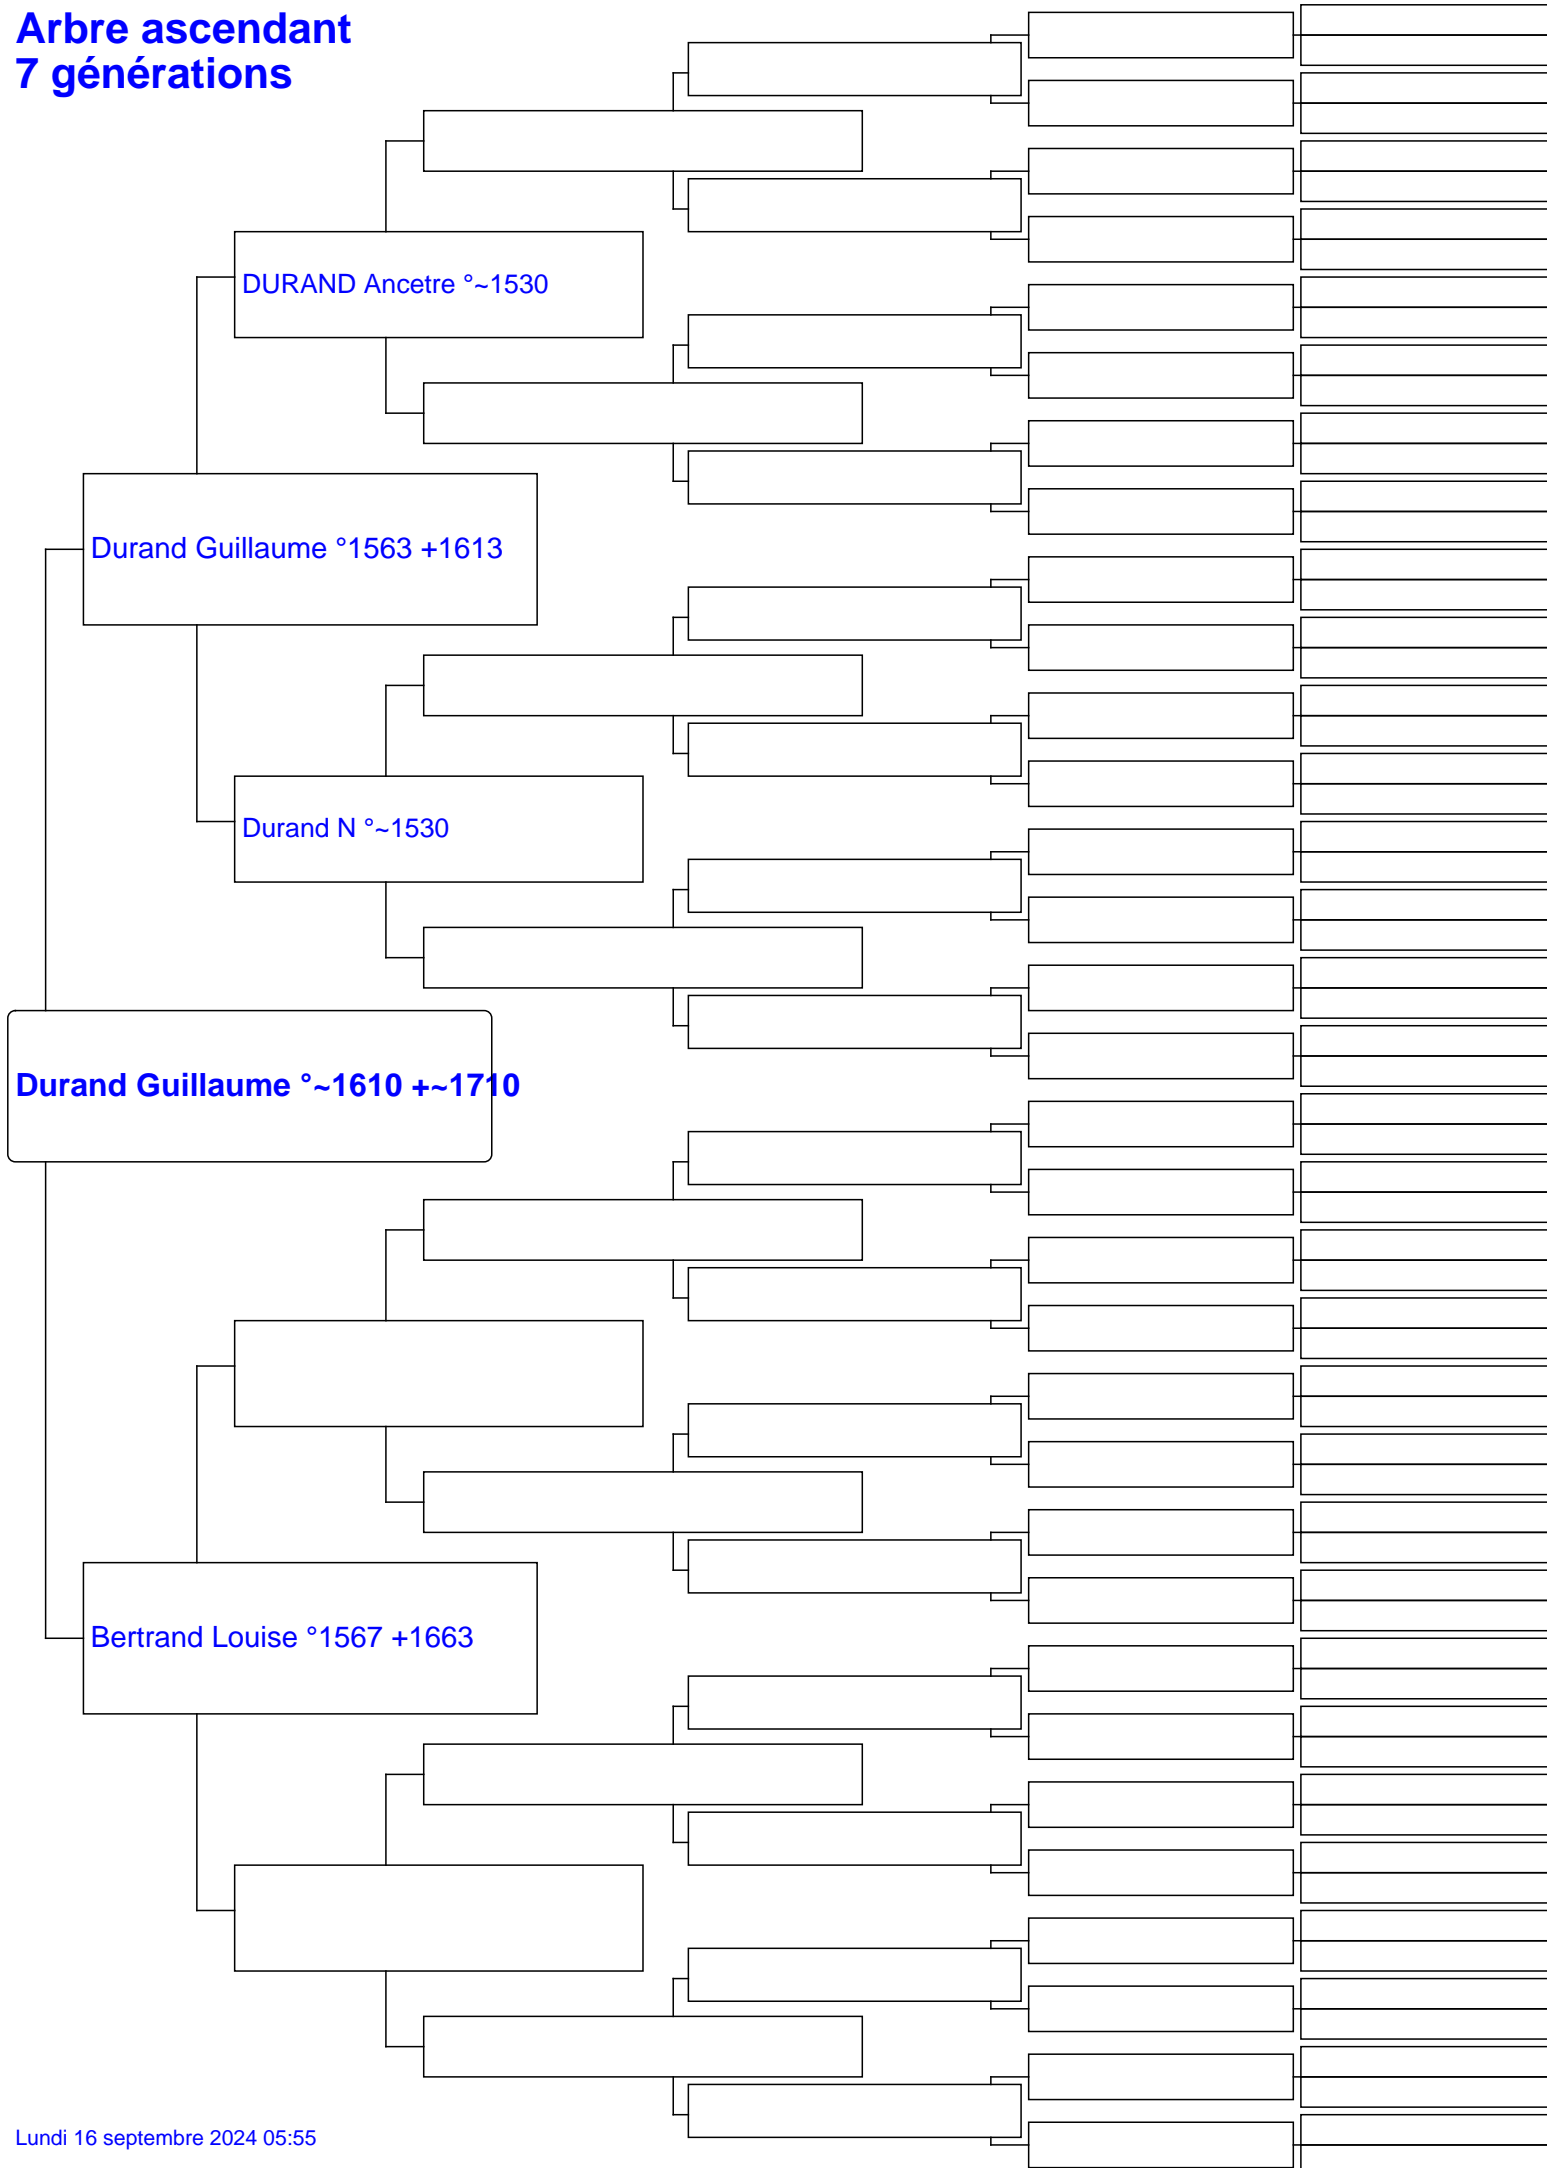 Arbre ascendant
7 générations
DURAND Ancetre °~1530
Durand Guillaume °1563 +1613
Durand N °~1530
Durand Guillaume °~1610 +~1710
Bertrand Louise °1567 +1663
Lundi 16 septembre 2024 05:55